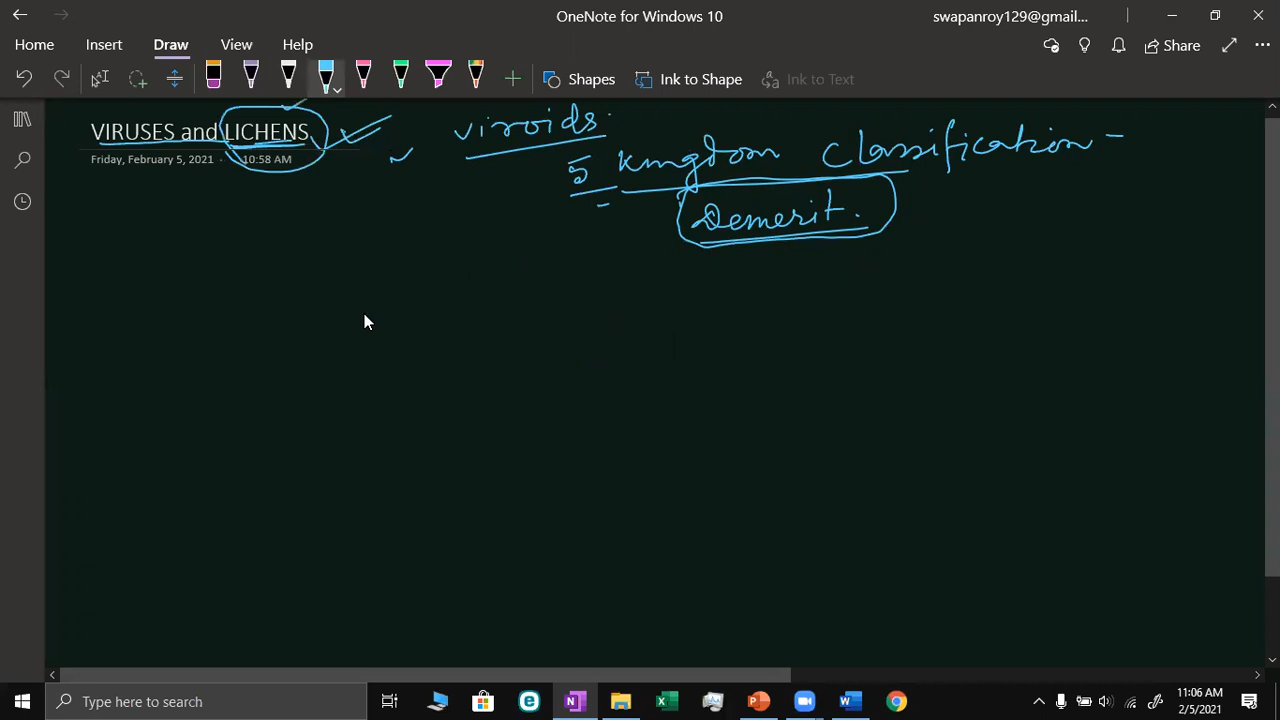 OneNote for Windows 10
swapanroy129@gmail...
Home Insert Draw View Help
Share
Shapes Ink to Shape Ink to Text
VIRUSES and LICHENS
Friday, February 5, 2021 10:58 AM
viroids.
5 Kingdom Classification -
Demerit.
Type here to search
11:06 AM
2/5/2021